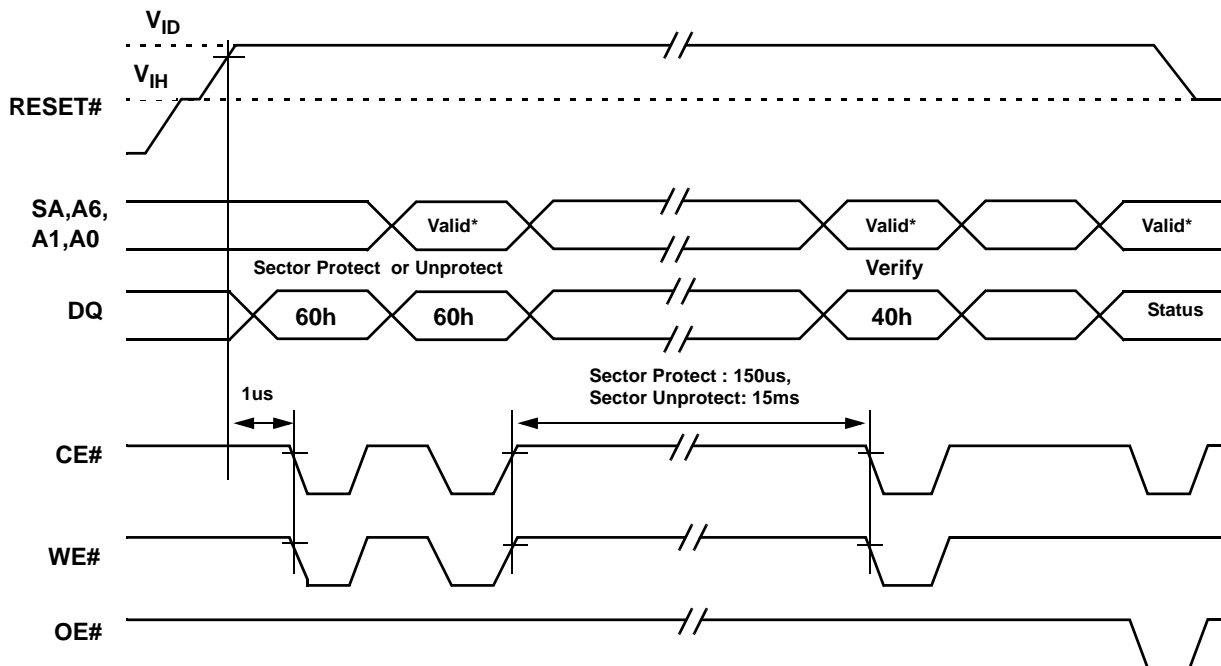 VID
VIH
RESET#
SA,A6,
A1,A0
Valid*
Valid*
Valid*
Sector Protect or Unprotect
Verify
DQ
60h
60h
40h
Status
1us
Sector Protect : 150us,
Sector Unprotect: 15ms
CE#
WE#
OE#